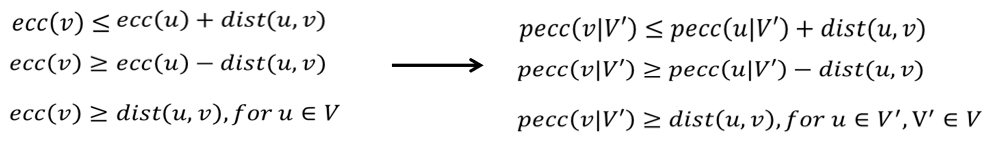 ecc(v) ≤ ecc(u) + dist(u, v)
ecc(v) ≥ ecc(u) − dist(u, v)
ecc(v) ≥ dist(u, v), for u ∈ V
pecc(v|V′) ≤ pecc(u|V′) + dist(u, v)
pecc(v|V′) ≥ pecc(u|V′) − dist(u, v)
pecc(v|V′) ≥ dist(u, v), for u ∈ V′, V′ ∈ V